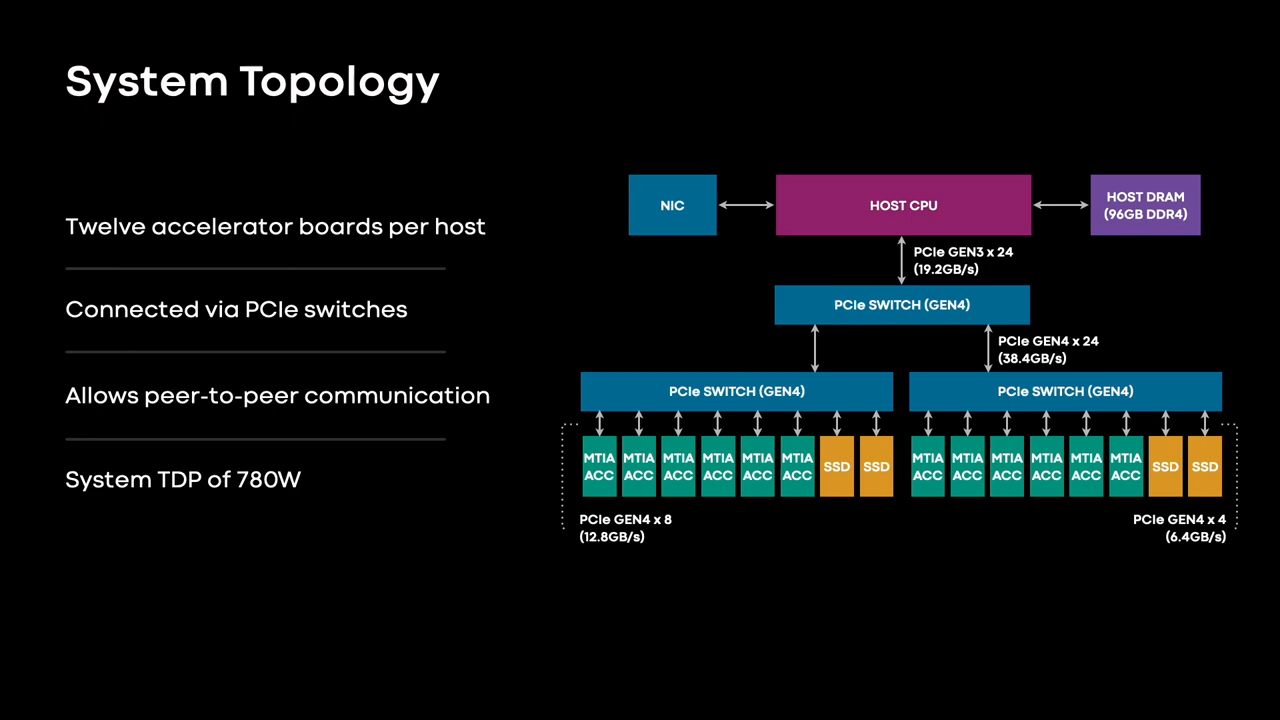 System Topology
Twelve accelerator boards per host
Connected via PCIe switches
Allows peer-to-peer communication
System TDP of 780W
NIC
HOST CPU
HOST DRAM
(96GB DDR4)
PCIe GEN3 x 24
(19.2GB/s)
PCIe SWITCH (GEN4)
PCIe GEN4 x 24
(38.4GB/s)
PCIe SWITCH (GEN4)
PCIe SWITCH (GEN4)
MTIA ACC
MTIA ACC
MTIA ACC
MTIA ACC
MTIA ACC
MTIA ACC
SSD
SSD
MTIA ACC
MTIA ACC
MTIA ACC
MTIA ACC
MTIA ACC
MTIA ACC
SSD
SSD
PCIe GEN4 x 8
(12.8GB/s)
PCIe GEN4 x 4
(6.4GB/s)